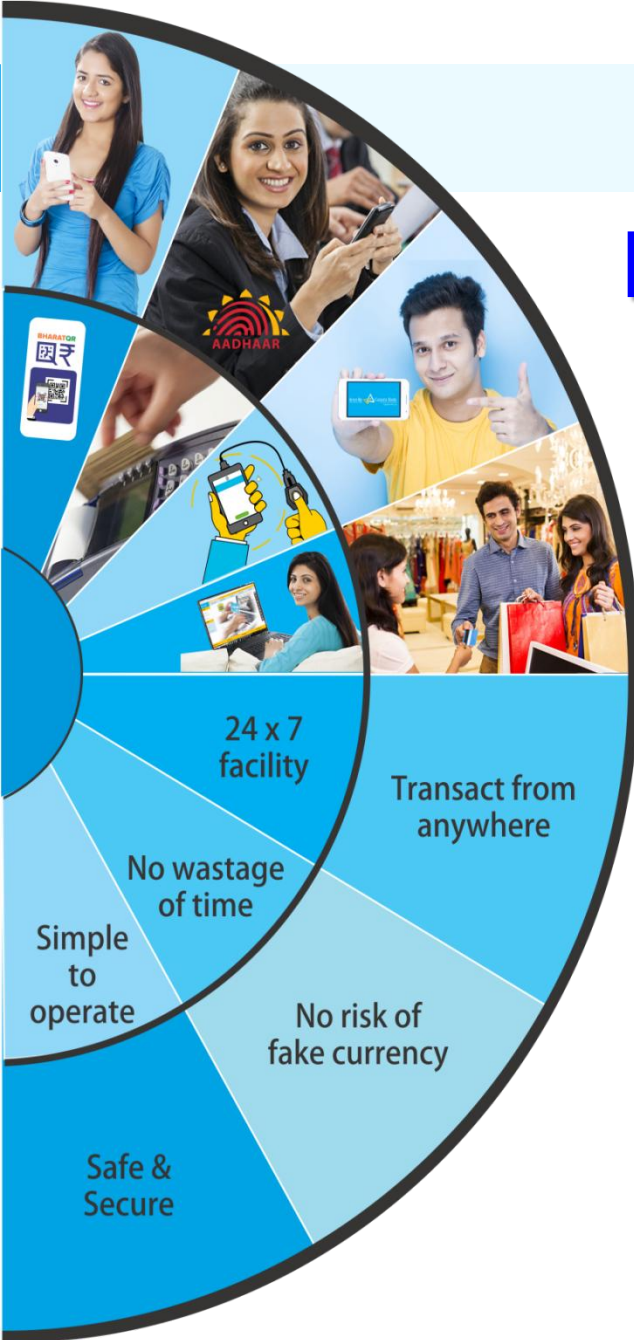 BHARATQR
AADHAAR
24 x 7
facility
Transact from
anywhere
No wastage
of time
Simple
to
operate
No risk of
fake currency
Safe &
Secure